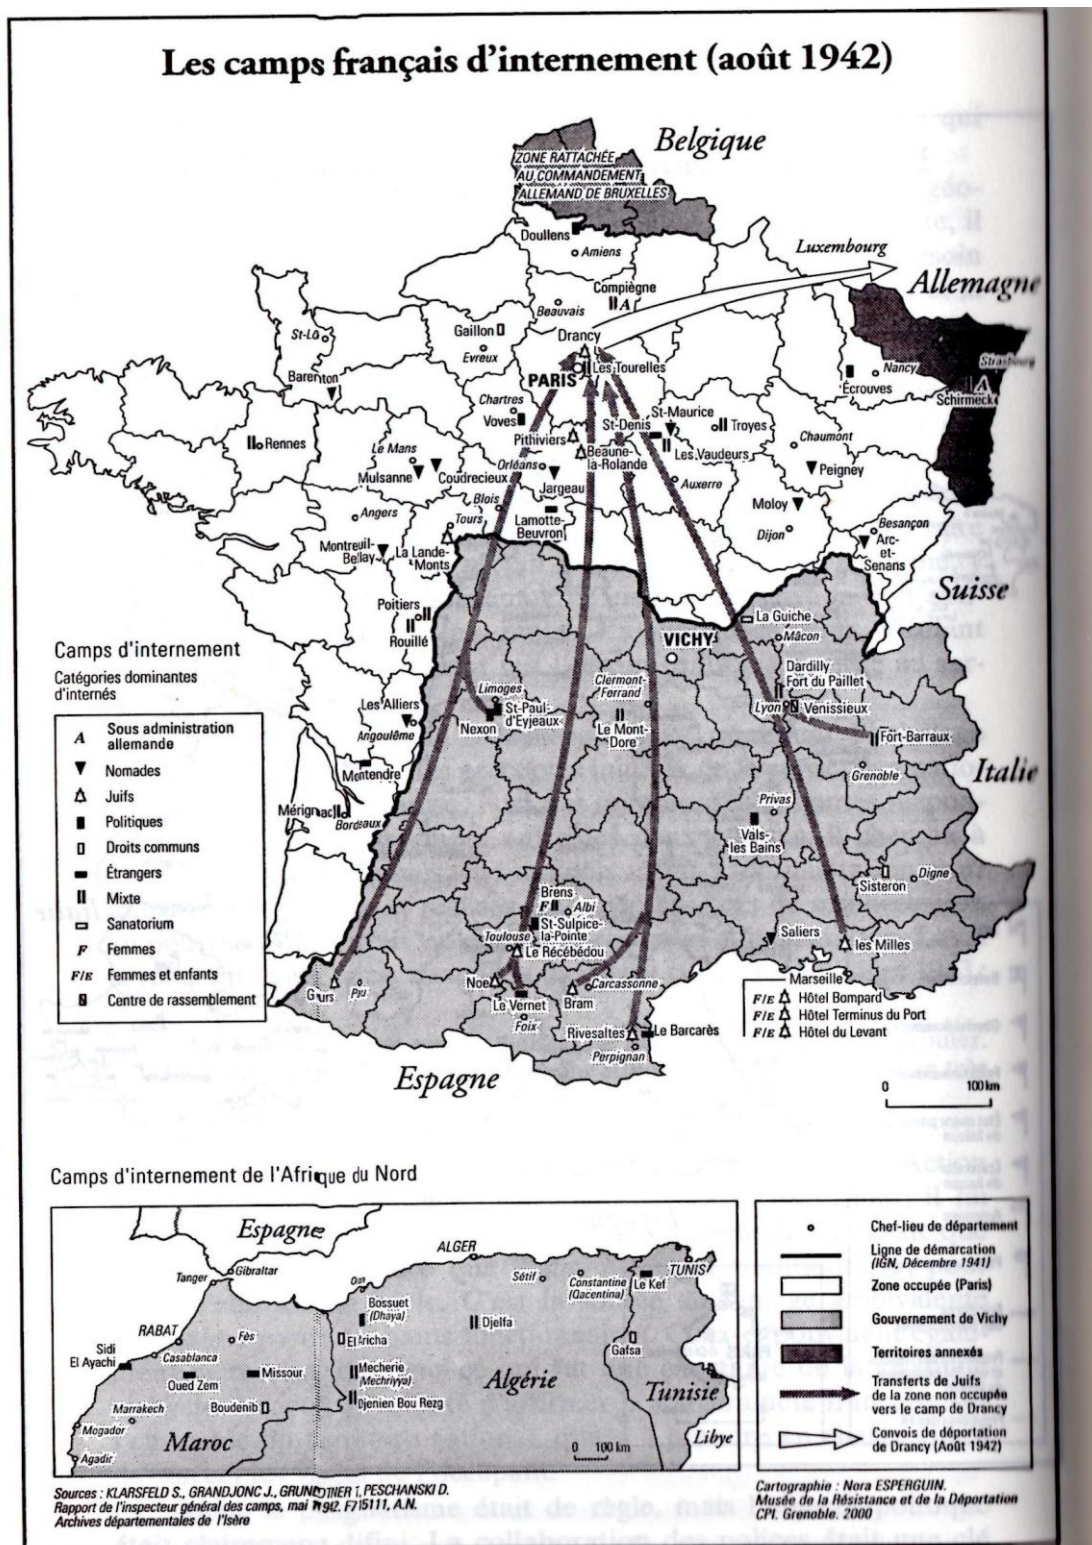 Les camps français d'internement (août 1942)
Belgique
ZONE RATTACHÉE
AU COMMANDEMENT
ALLEMAND DE BRUXELLES
Doullens
Amiens
Luxembourg
Allemagne
Compiègne
A
Beauvais
Drancy
Gaillon
Evreux
St-Lô
Les Tourelles
PARIS
Nancy
Écrouves
Strasbourg
Schirmeck
Barenton
Chartres
Voves
St-Maurice
St-Denis
Troyes
Chaumont
Rennes
Pithiviers
Beaune-
la-Rolande
Les Vaudeurs
Le Mans
Mulsanne
Coudrecieux
Orléans
Jargeau
Auxerre
Peigney
Moloy
Dijon
Blois
Angers
Tours
Lamotte-
Beuvron
Besançon
Arc-
et-
Senans
Montreuil-
Bellay
La Lande-
Monts
Suisse
Poitiers
Rouillé
La Guiche
Mâcon
VICHY
Dardilly
Fort du Paillet
Lyon
Venissieux
Clermont-
Ferrand
Le Mont-
Dore
Limoges
St-Paul-
d'Eyjeaux
Nexon
Les Alliers
Angoulême
Fort-Barraux
Grenoble
Italie
Montendre
Mérignac
Bordeaux
Privas
Vals-
les Bains
Sisteron
Digne
Brens
F
Albi
St-Sulpice-
la-Pointe
Toulouse
Le Récébédou
Saliers
les Milles
Gurs
Pau
Noe
Le Vernet
Foix
Bram
Carcassonne
Rivesaltes
Le Barcarès
Perpignan
Marseille
F/E Hôtel Bompard
F/E Hôtel Terminus du Port
F/E Hôtel du Levant
Espagne
0 100 km
Camps d'internement
Catégories dominantes
d'internés
A Sous administration
allemande
Nomades
Juifs
Politiques
Droits communs
Étrangers
Mixte
Sanatorium
F Femmes
F/E Femmes et enfants
Centre de rassemblement
Camps d'internement de l'Afrique du Nord
Espagne
Gibraltar
Tanger
ALGER
TUNIS
Sétif
Constantine
(Qacentina)
Le Kef
Oran
Bossuet
(Dhaya)
El Aricha
Djelfa
Gafsa
RABAT
Fès
Sidi
El Ayachi
Casablanca
Oued Zem
Missour
Mecherie
(Mechriyya)
Djenien Bou Rezg
Algérie
Tunisie
Marrakech
Boudenib
Mogador
Agadir
Maroc
Libye
0 100 km
Chef-lieu de département
Ligne de démarcation
(IGN, Décembre 1941)
Zone occupée (Paris)
Gouvernement de Vichy
Territoires annexés
Transferts de Juifs
de la zone non occupée
vers le camp de Drancy
Convois de déportation
de Drancy (Août 1942)
Sources : KLARSFELD S., GRANDJONC J., PESCHANSKI D.
Rapport de l'inspecteur général des camps, mai A.N.
Archives départementales de l'Isère
Cartographie : Nora ESPERGUIN.
Musée de la Résistance et de la Déportation
CPI. Grenoble. 2000